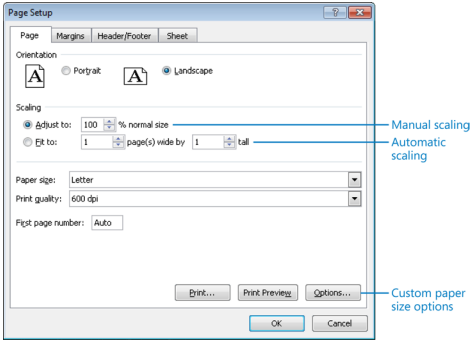 Page Setup
Page Margins Header/Footer Sheet
Orientation
A Portrait A Landscape
Scaling
Adjust to: 100 % normal size
Manual scaling
Fit to: 1 page(s) wide by 1 tall
Automatic
scaling
Paper size: Letter
Print quality: 600 dpi
First page number: Auto
Print... Print Preview Options...
Custom paper
size options
OK Cancel